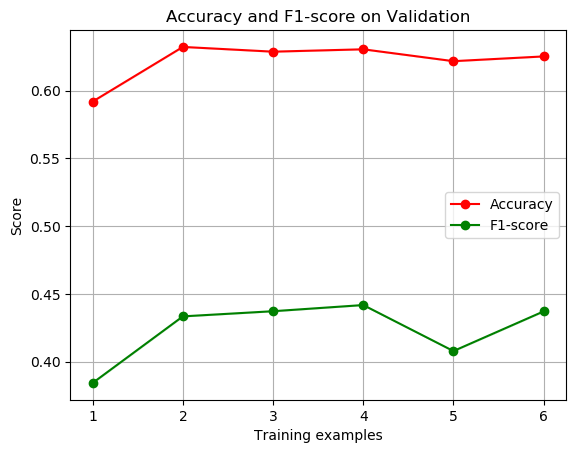 Accuracy and F1-score on Validation
0.60
0.55
0.50
0.45
0.40
Score
Accuracy
F1-score
1 2 3 4 5 6
Training examples